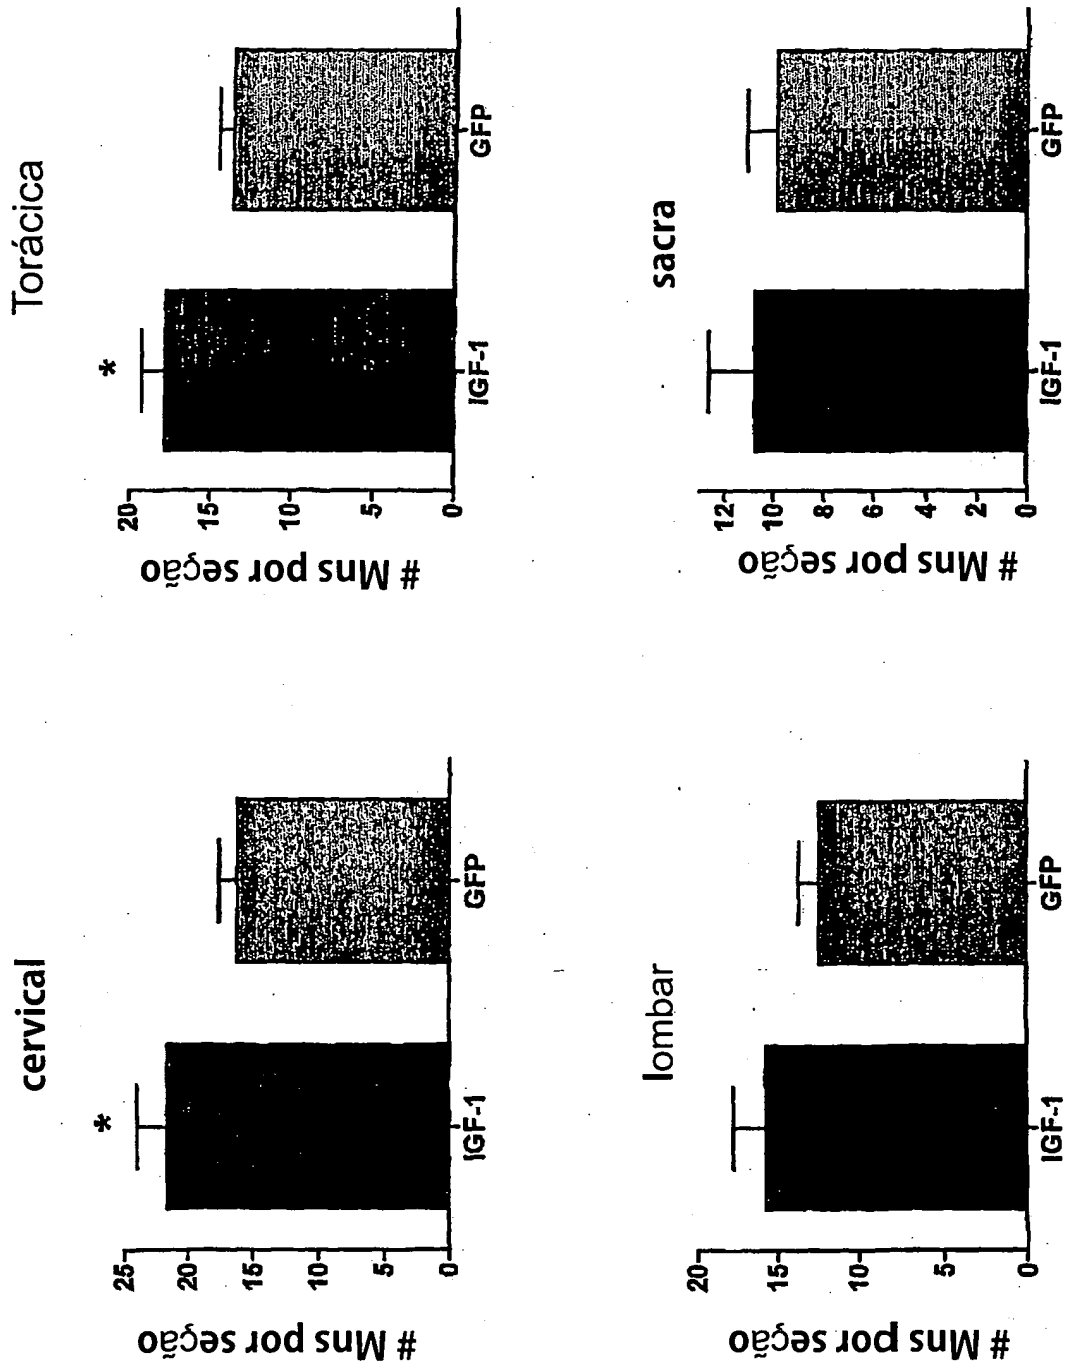 cervical
*
# Mns por seção
25
20
15
10
5
0
IGF-1
GFP
Torácica
*
# Mns por seção
20
15
10
5
0
IGF-1
GFP
lombar
# Mns por seção
20
15
10
5
0
IGF-1
GFP
sacra
# Mns por seção
12
10
8
6
4
2
0
IGF-1
GFP